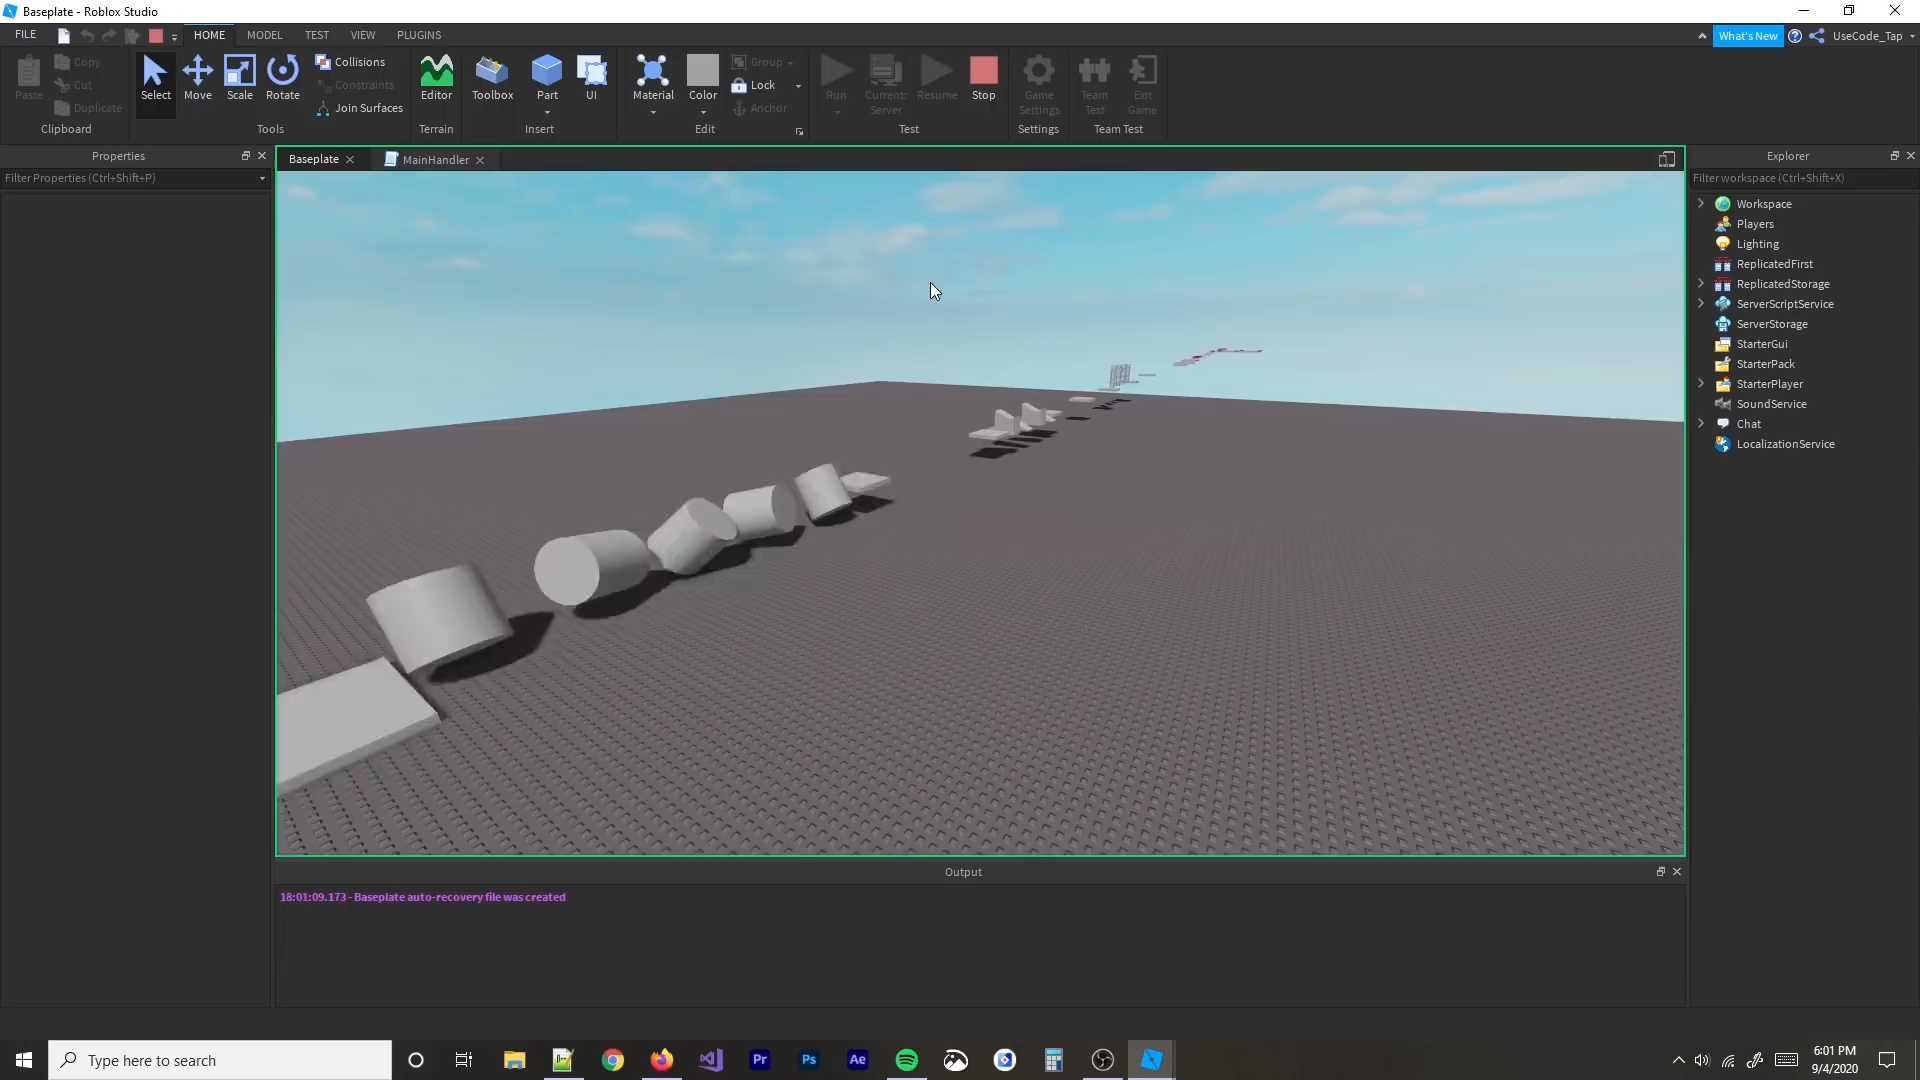 Baseplate - Roblox Studio
FILE HOME MODEL TEST VIEW PLUGINS What's New UseCode_Tap
Paste Copy Cut Duplicate
Clipboard
Select Move Scale Rotate
Collisions
Constraints
Join Surfaces
Tools
Editor
Terrain
Toolbox Part UI
Insert
Material Color
Group
Lock
Anchor
Edit
Run Current: Server Resume Stop
Test
Game Settings
Settings
Team Test Exit Game
Team Test
Properties
Filter Properties (Ctrl+Shift+P)
Baseplate MainHandler
Explorer
Filter workspace (Ctrl+Shift+X)
Workspace
Players
Lighting
ReplicatedFirst
ReplicatedStorage
ServerScriptService
ServerStorage
StarterGui
StarterPack
StarterPlayer
SoundService
Chat
LocalizationService
Output
18:01:09.173 - Baseplate auto-recovery file was created
Type here to search
Pr Ps Ae
6:01 PM
9/4/2020